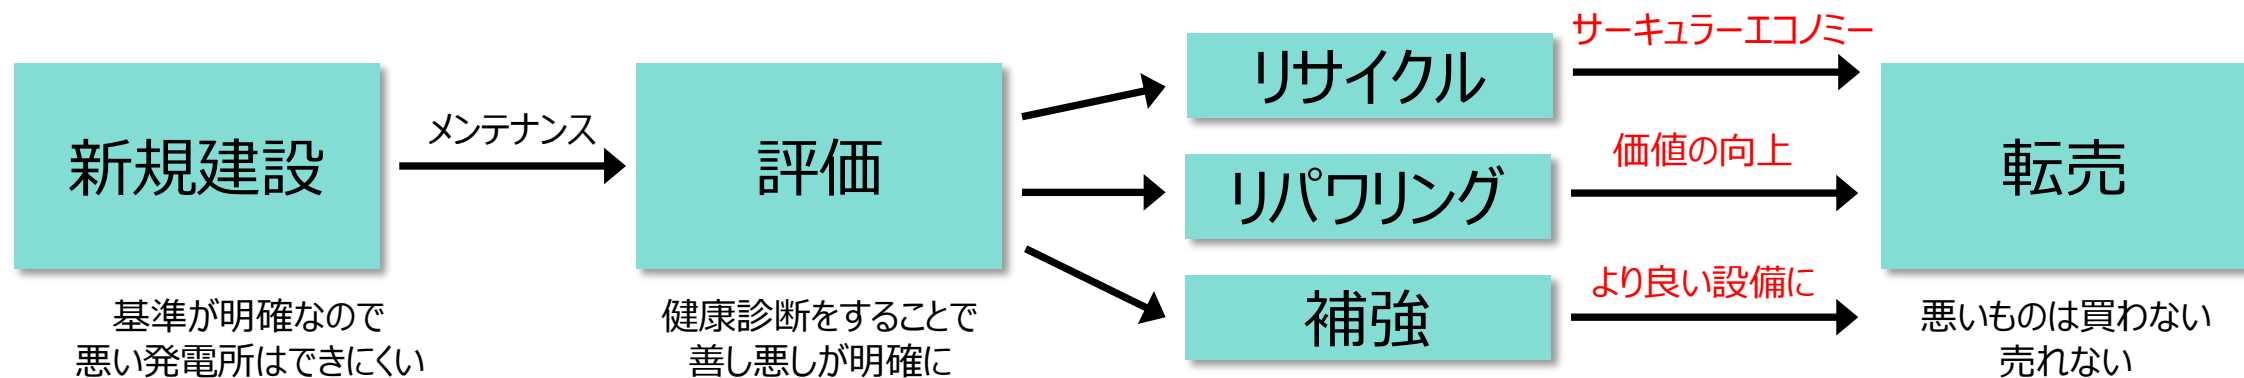 新規建設
基準が明確なので
悪い発電所はできにくい
メンテナンス
評価
健康診断をすることで
善し悪しが明確に
リサイクル
サーキュラーエコノミー
リパワリング
価値の向上
補強
より良い設備に
転売
悪いものは買わない
売れない